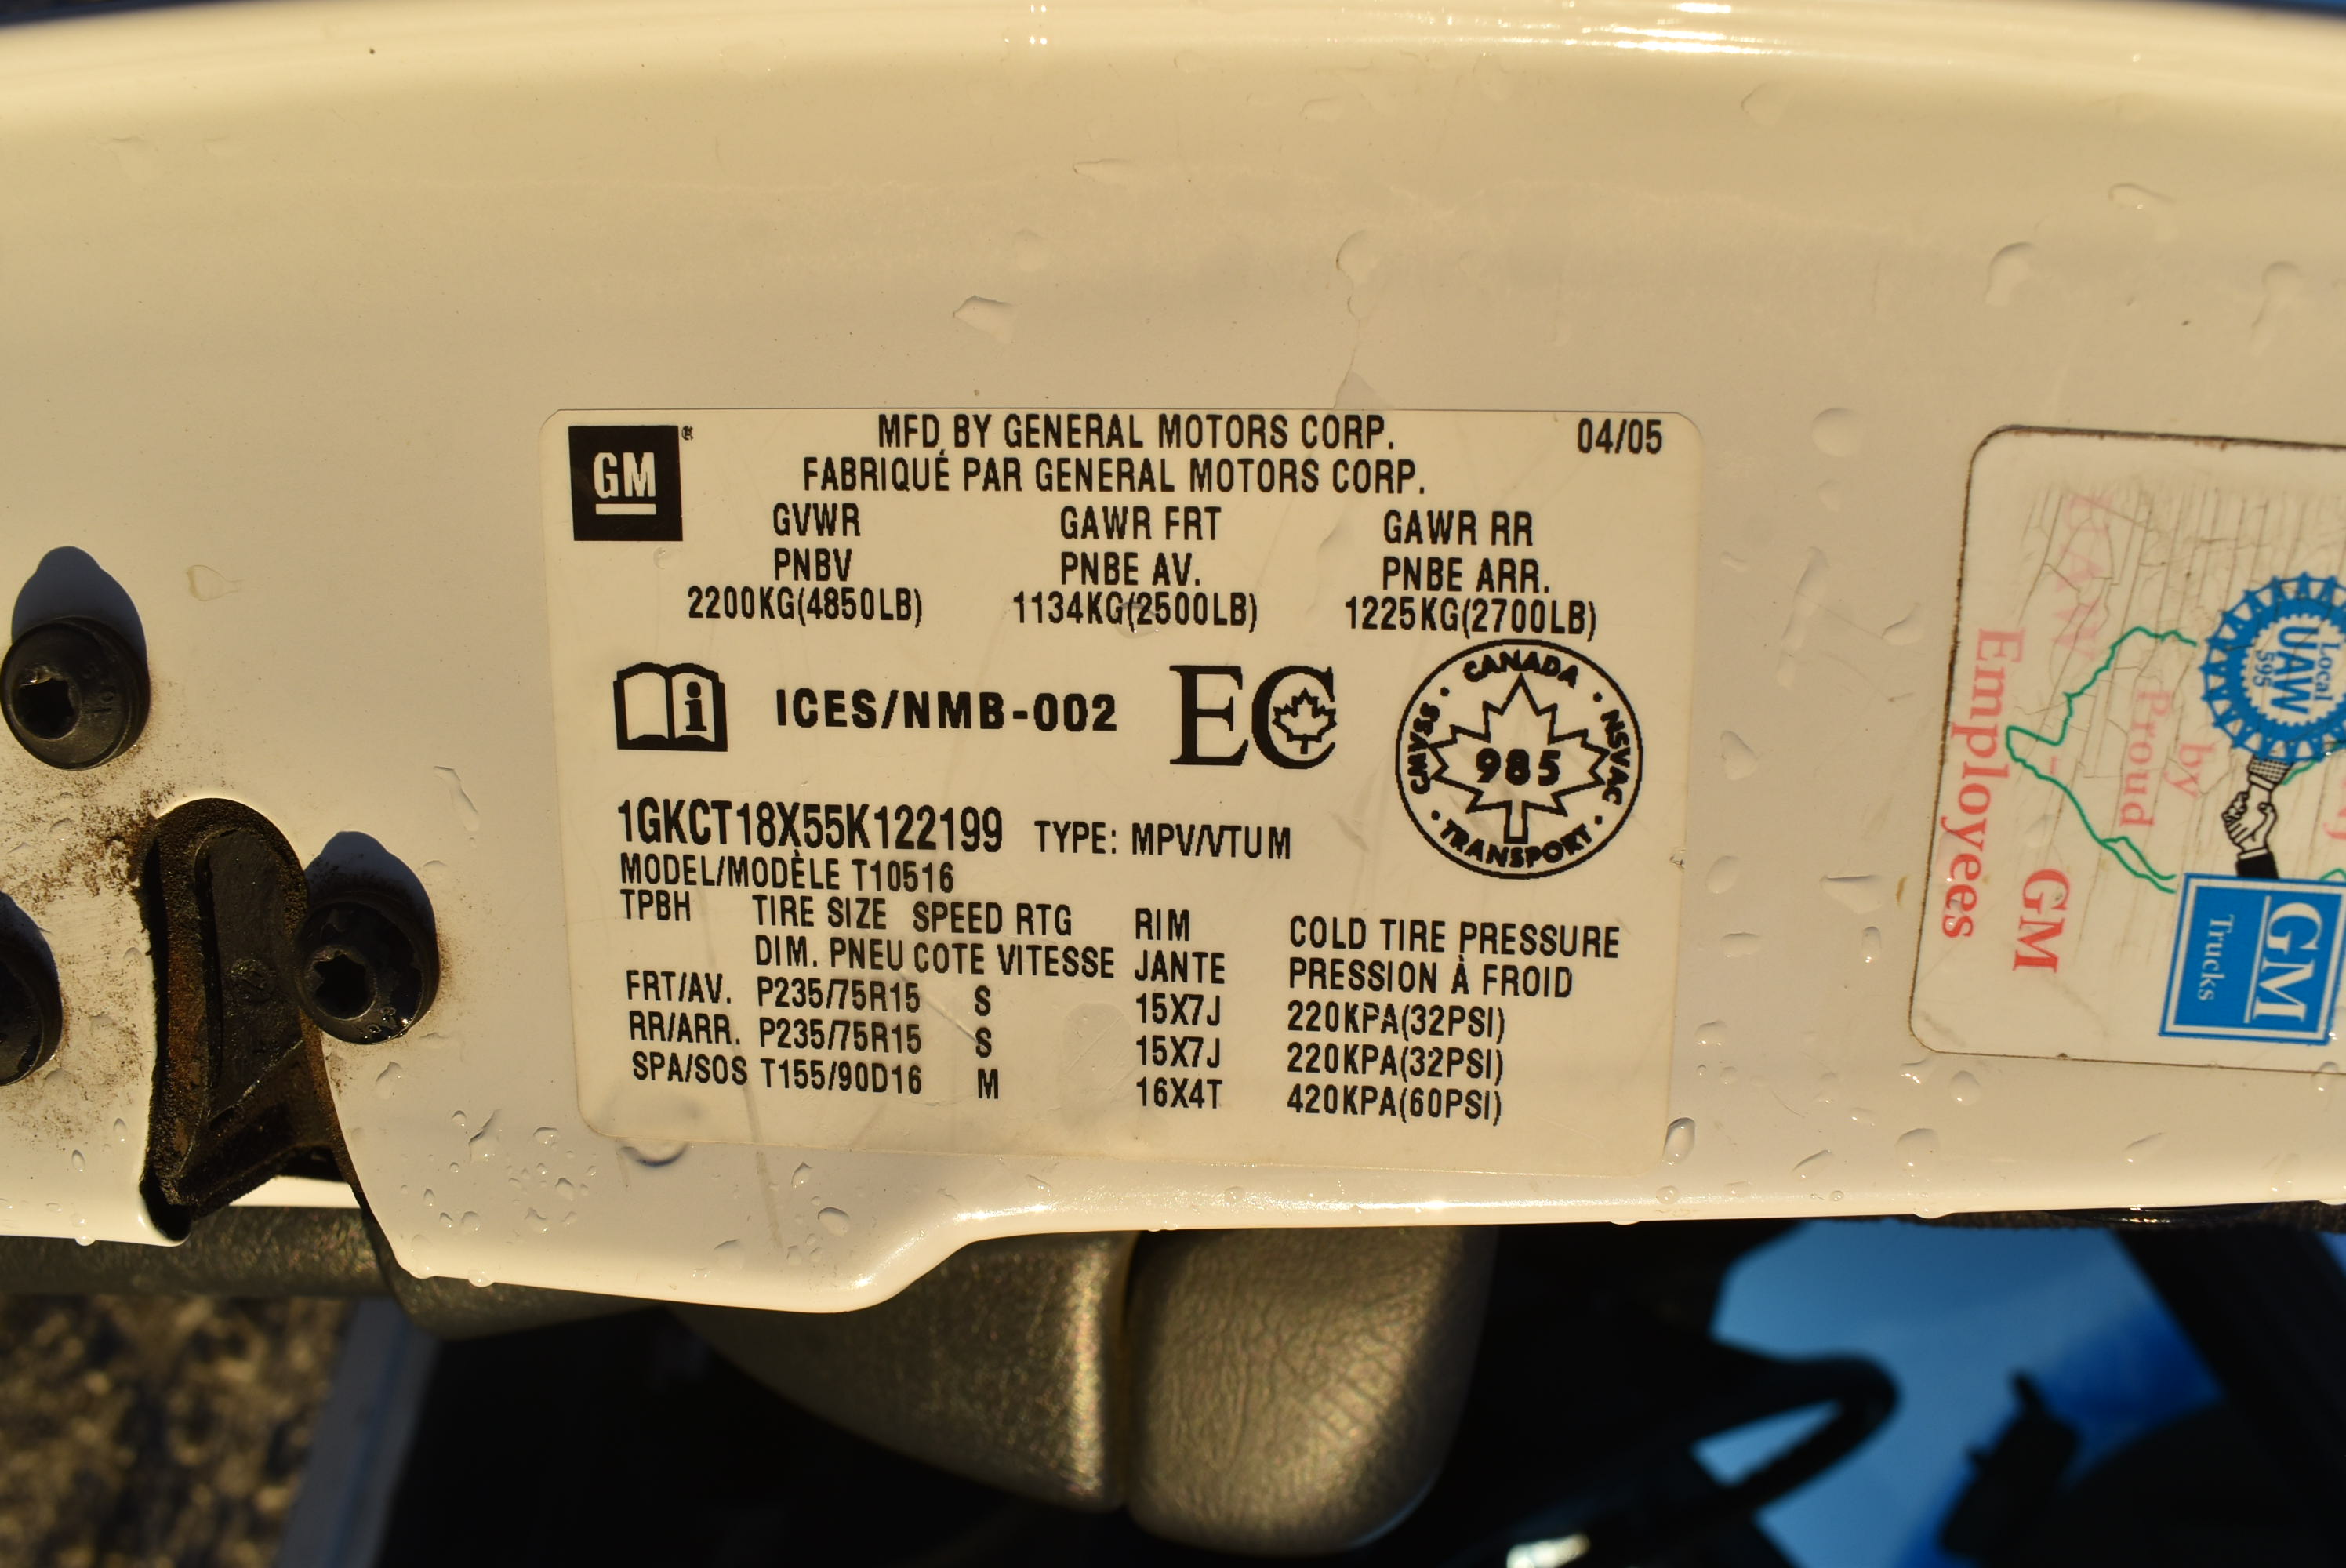 GM
MFD BY GENERAL MOTORS CORP. 04/05
FABRIQUÉ PAR GENERAL MOTORS CORP.
GVWR GAWR FRT GAWR RR
PNBV PNBE AV. PNBE ARR.
2200KG(4850LB) 1134KG(2500LB) 1225KG(2700LB)
i ICES/NMB-002 EC
CANADA · NSVAC · TRANSPORT · CMVSS ·
985
1GKCT18X55K122199 TYPE: MPV/VTUM
MODEL/MODÈLE T10516
TPBH TIRE SIZE SPEED RTG RIM COLD TIRE PRESSURE
DIM. PNEU COTE VITESSE JANTE PRESSION À FROID
FRT/AV. P235/75R15 S 15X7J 220KPA(32PSI)
RR/ARR. P235/75R15 S 15X7J 220KPA(32PSI)
SPA/SOS T155/90D16 M 16X4T 420KPA(60PSI)
Local
UAW
595
by
Proud
UAW
GM
Employees
GM
Trucks